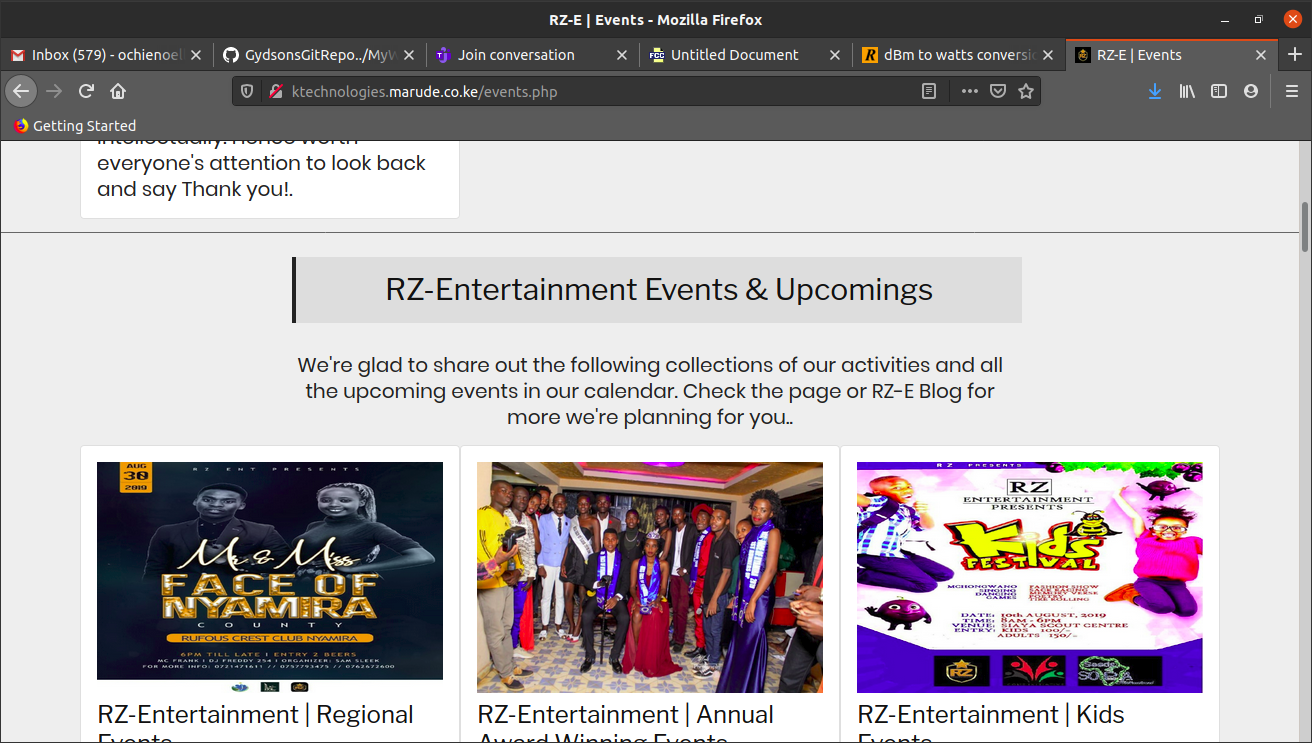 RZ-E | Events - Mozilla Firefox
Inbox (579) - ochienoel
GydsonsGitRepo../MyW
Join conversation
Untitled Document
dBm to watts conversio
RZ-E | Events
ktechnologies.marude.co.ke/events.php
Getting Started
intellectually. Hence worth
everyone's attention to look back
and say Thank you!.
RZ-Entertainment Events & Upcomings
We're glad to share out the following collections of our activities and all
the upcoming events in our calendar. Check the page or RZ-E Blog for
more we're planning for you..
AUG
30
2019
RZ ENT PRESENTS
Mr & Miss
FACE OF
NYAMIRA
COUNTY
RUFOUS CREST CLUB NYAMIRA
6PM TILL LATE | ENTRY 2 BEERS
MC FRANK | DJ FREDDY 254 | ORGANIZER: SAM SLEEK
FOR MORE INFO: 0721471611 // 0757793475 // 0762672600
RZ-Entertainment | Regional
Events
RZ-Entertainment | Annual
Award Winning Events
RZ PRESENTS
RZ
ENTERTAINMENT
PRESENTS
Kids
FESTIVAL
MCHONGWANO
SINGING
DANCING
GAMES
FASHION SHOW
MEMORY VERSE
POETRY
DATE: 10th AUGUST, 2019
TIME: 8AM - 6PM
VENUE: SIAYA SCOUT CENTRE
ENTRY: KIDS 100/-
ADULTS 150/-
RZ
RZ-Entertainment | Kids
Events